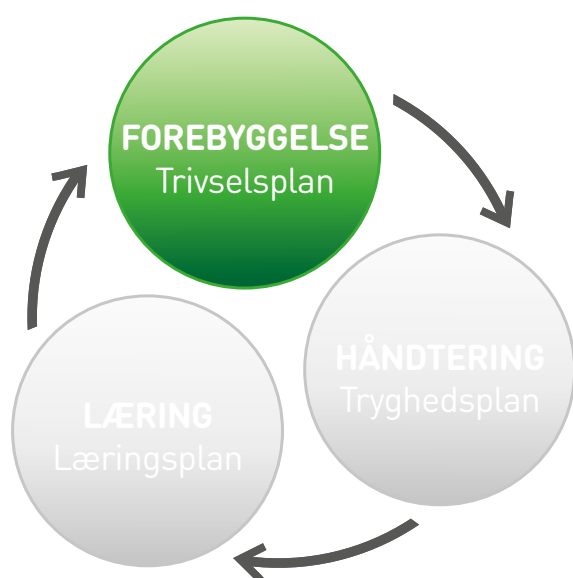 FOREBYGGELSE
Trivselsplan
HÅNDTERING
Tryghedsplan
LÆRING
Læringsplan